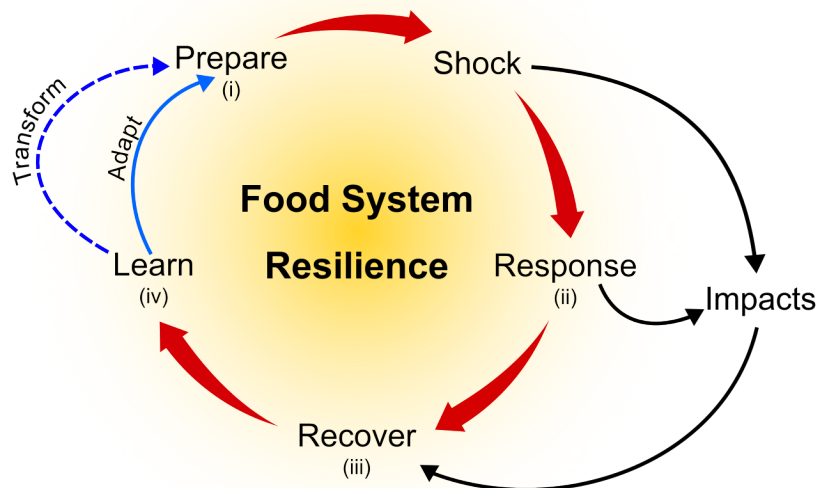 Prepare
(i)
Shock
Transform
Adapt
Food System
Resilience
Learn
(iv)
Response
(ii)
Impacts
Recover
(iii)